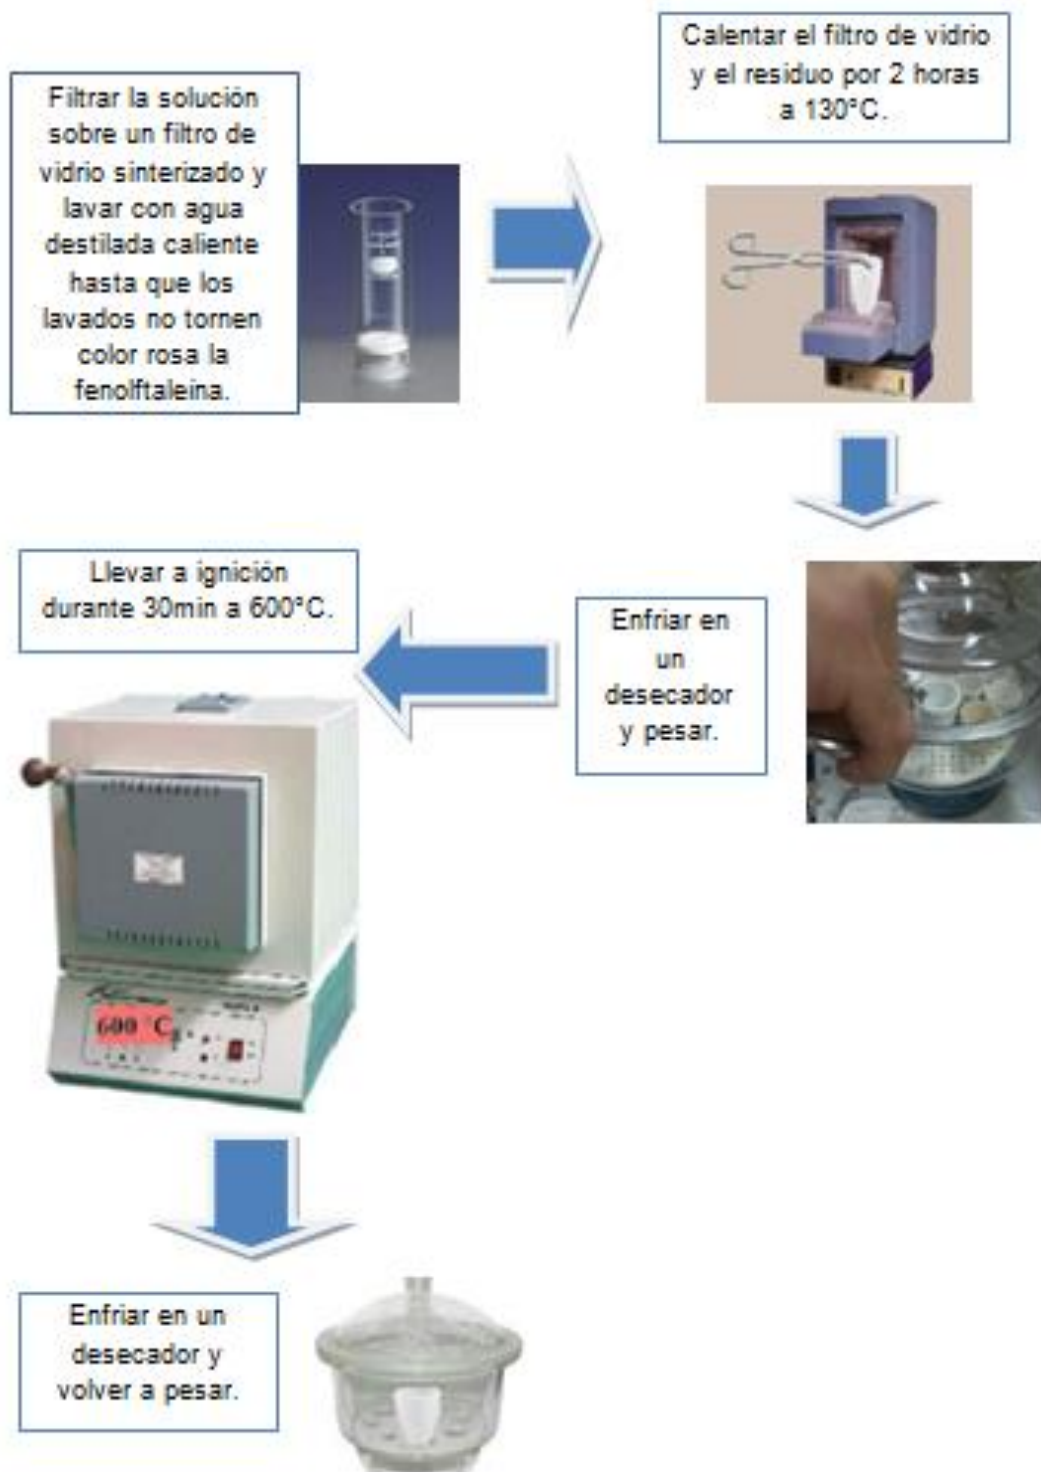 Filtrar la solución
sobre un filtro de
vidrio sinterizado y
lavar con agua
destilada caliente
hasta que los
lavados no tornen
color rosa la
fenolftaleina.
Calentar el filtro de vidrio
y el residuo por 2 horas
a 130°C.
Enfriar en
un
desecador
y pesar.
Llevar a ignición
durante 30min a 600°C.
600 °C
Enfriar en un
desecador y
volver a pesar.